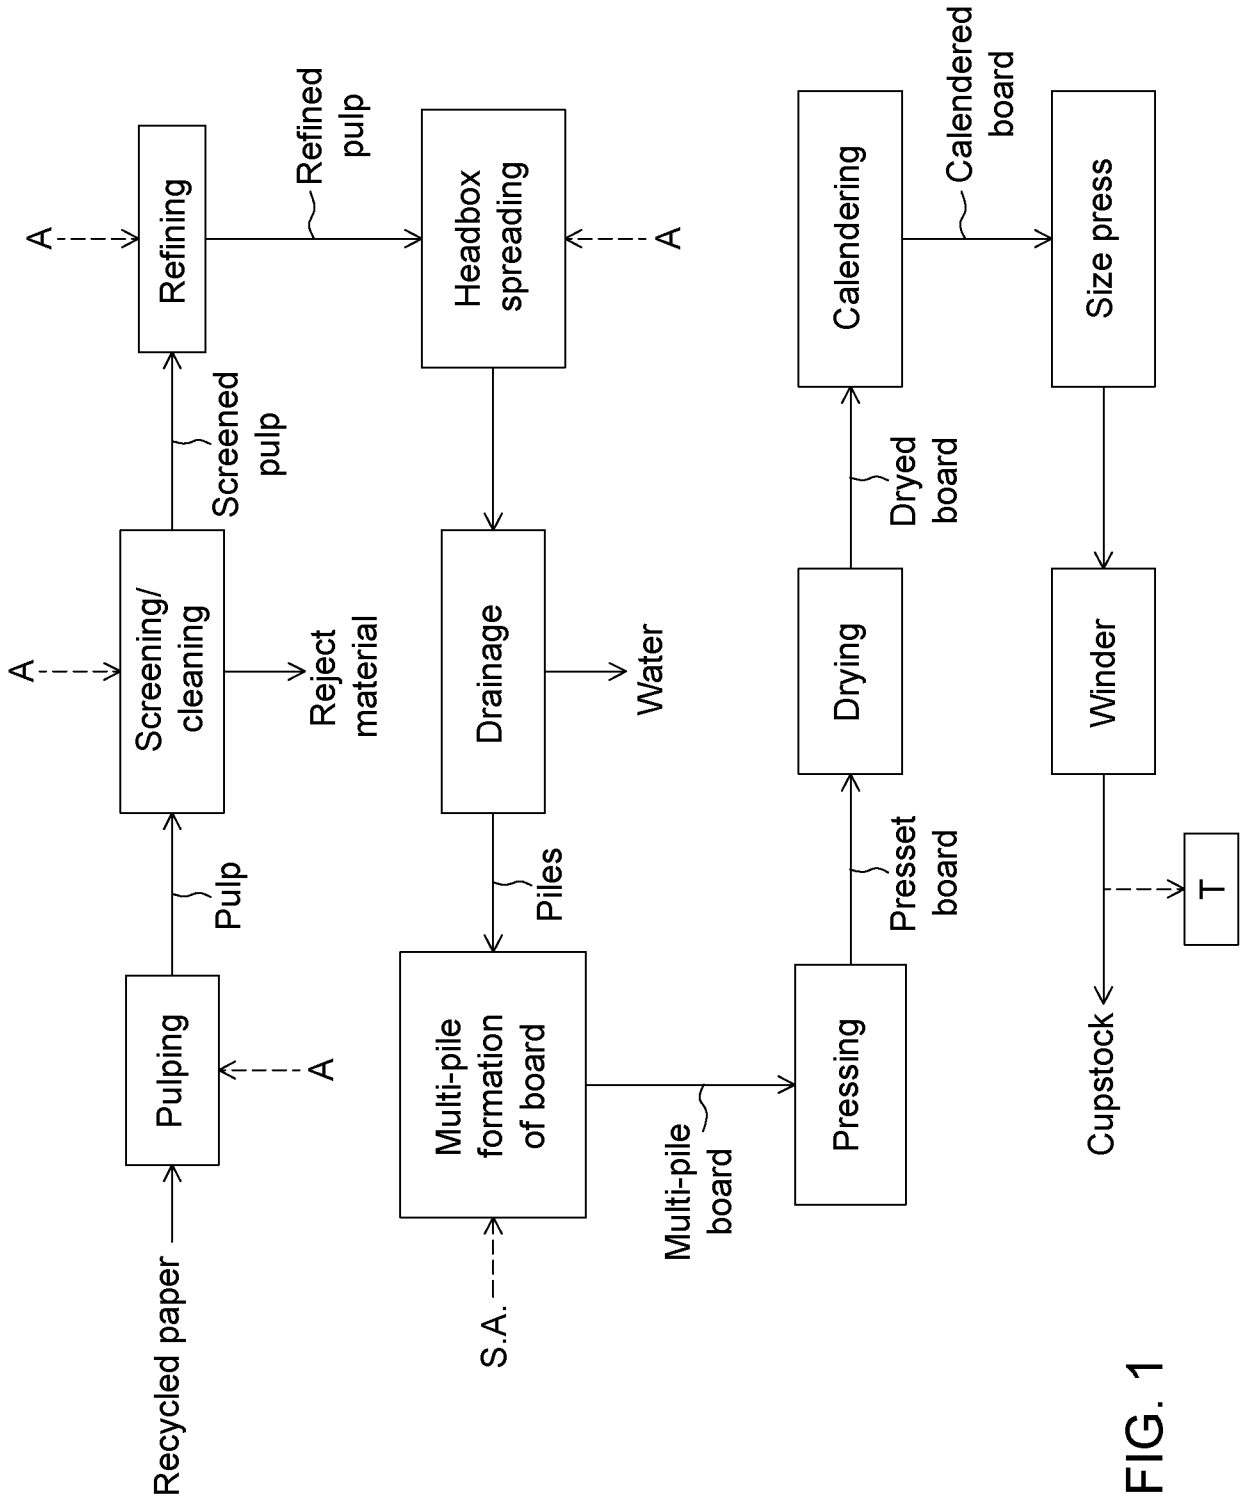 A
A
Recycled paper
Pulping
Pulp
Screening/
cleaning
Screened
pulp
Refining
A
Reject
material
Refined
pulp
S.A.
Multi-pile
formation
of board
Piles
Drainage
Headbox
spreading
Water
A
Multi-pile
board
Pressing
Presset
board
Drying
Dryed
board
Calendering
Calendered
board
Cupstock
Winder
Size press
T
FIG. 1